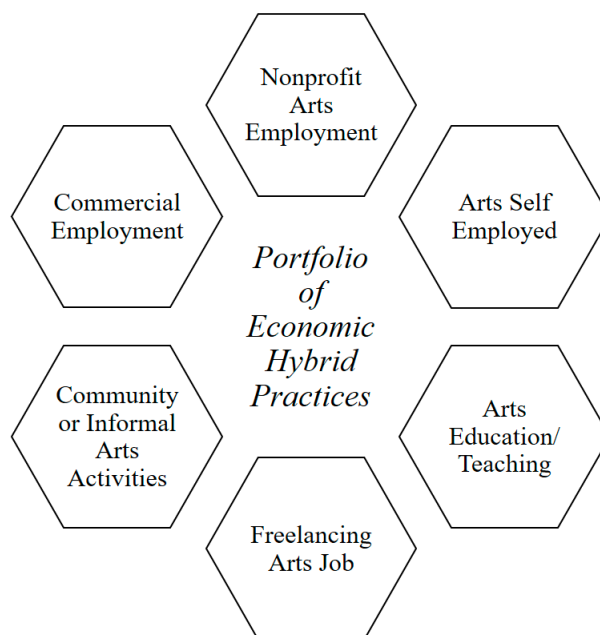 Nonprofit
Arts
Employment
Commercial
Employment
Arts Self
Employed
Portfolio
of
Economic
Hybrid
Practices
Community
or Informal
Arts
Activities
Arts
Education/
Teaching
Freelancing
Arts Job